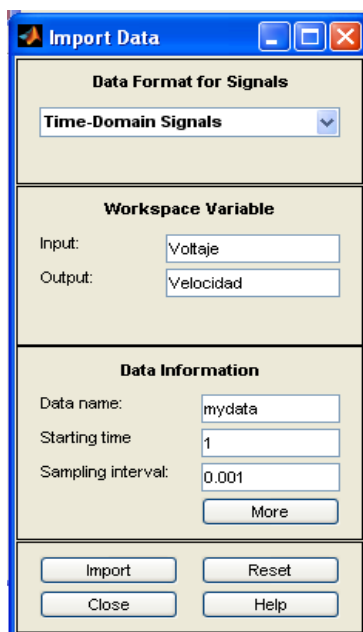 Import Data
Data Format for Signals
Time-Domain Signals
Workspace Variable
Input: Voltaje
Output: Velocidad
Data Information
Data name: mydata
Starting time 1
Sampling interval: 0.001
More
Import Reset
Close Help